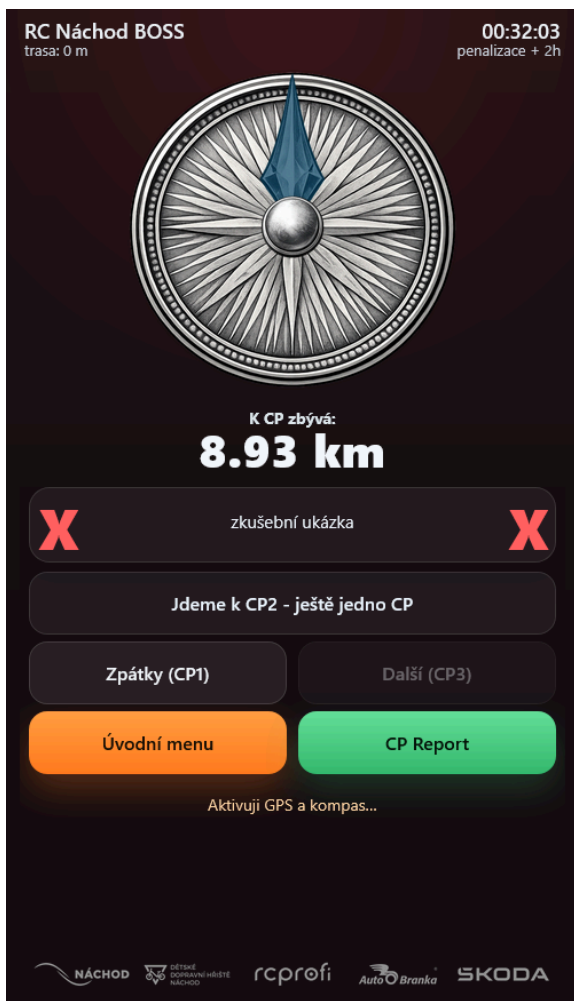 RC Náchod BOSS
00:32:03
trasa: 0 m
penalizace + 2h
K CP zbývá:
8.93 km
X zkušební ukázka X
Jdeme k CP2 - ještě jedno CP
Zpátky (CP1)
Další (CP3)
Úvodní menu
CP Report
Aktivuji GPS a kompas...
NÁCHOD
DĚTSKÉ
DOPRAVNÍ HŘIŠTĚ
NÁCHOD
rcprofi
Auto Branka
ŠKODA